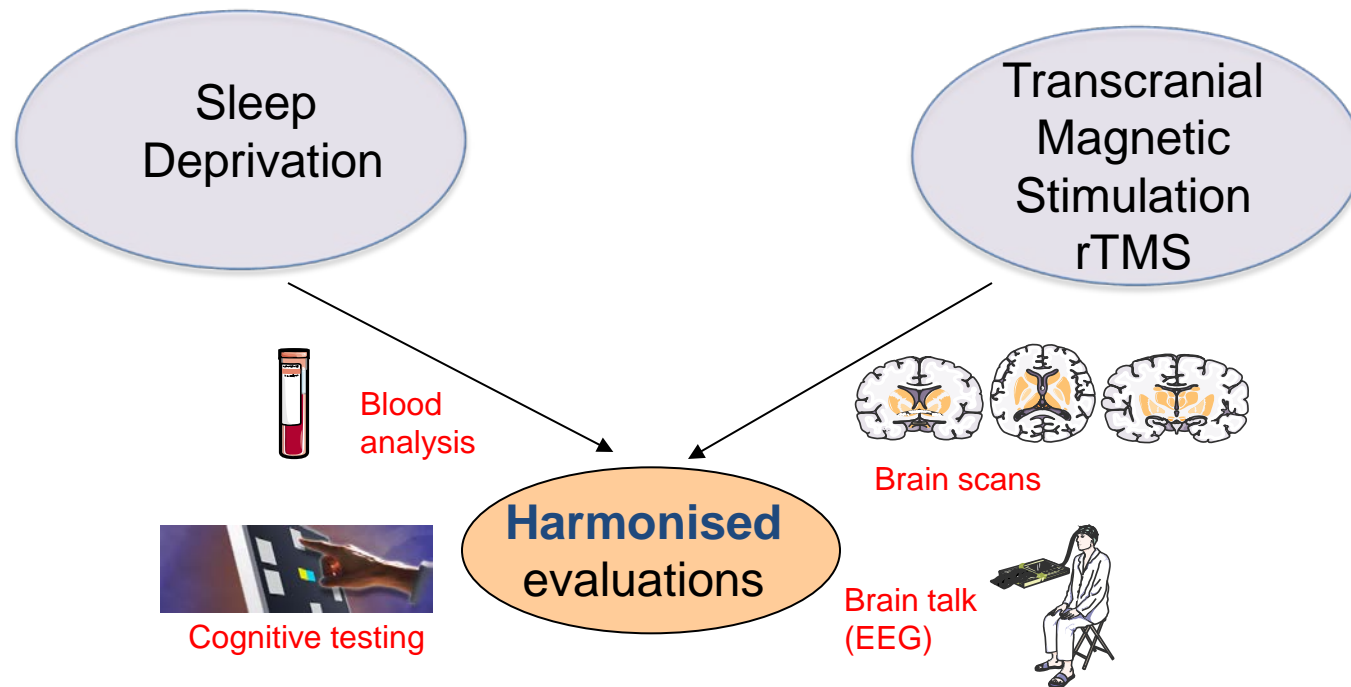 Sleep
Deprivation
Transcranial
Magnetic
Stimulation
rTMS
Blood
analysis
Brain scans
Harmonised
evaluations
Cognitive testing
Brain talk
(EEG)